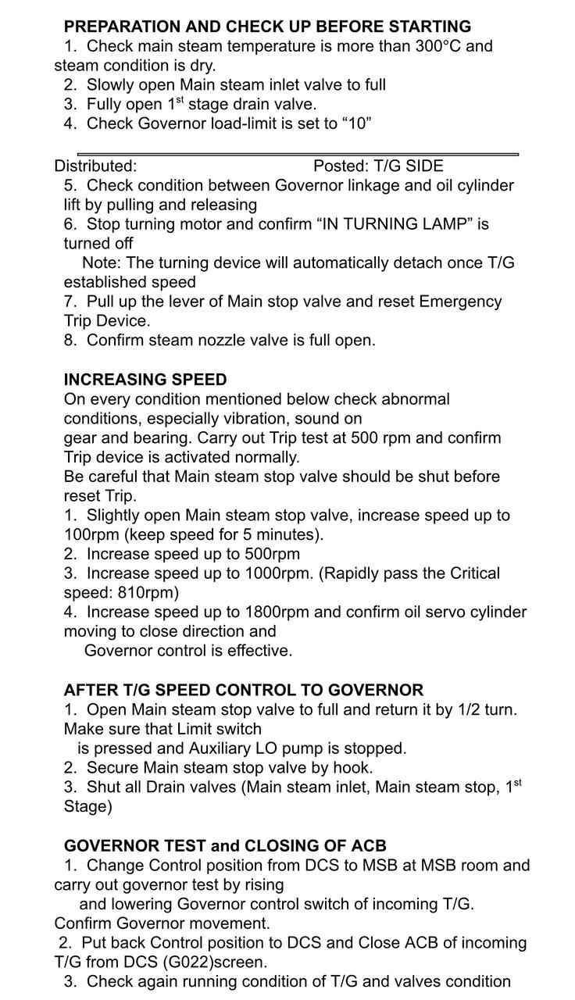 PREPARATION AND CHECK UP BEFORE STARTING
1. Check main steam temperature is more than 300°C and
steam condition is dry.
2. Slowly open Main steam inlet valve to full
3. Fully open 1st stage drain valve.
4. Check Governor load-limit is set to “10”
Distributed: Posted: T/G SIDE
5. Check condition between Governor linkage and oil cylinder
lift by pulling and releasing
6. Stop turning motor and confirm “IN TURNING LAMP” is
turned off
Note: The turning device will automatically detach once T/G
established speed
7. Pull up the lever of Main stop valve and reset Emergency
Trip Device.
8. Confirm steam nozzle valve is full open.
INCREASING SPEED
On every condition mentioned below check abnormal
conditions, especially vibration, sound on
gear and bearing. Carry out Trip test at 500 rpm and confirm
Trip device is activated normally.
Be careful that Main steam stop valve should be shut before
reset Trip.
1. Slightly open Main steam stop valve, increase speed up to
100rpm (keep speed for 5 minutes).
2. Increase speed up to 500rpm
3. Increase speed up to 1000rpm. (Rapidly pass the Critical
speed: 810rpm)
4. Increase speed up to 1800rpm and confirm oil servo cylinder
moving to close direction and
Governor control is effective.
AFTER T/G SPEED CONTROL TO GOVERNOR
1. Open Main steam stop valve to full and return it by 1/2 turn.
Make sure that Limit switch
is pressed and Auxiliary LO pump is stopped.
2. Secure Main steam stop valve by hook.
3. Shut all Drain valves (Main steam inlet, Main steam stop, 1st
Stage)
GOVERNOR TEST and CLOSING OF ACB
1. Change Control position from DCS to MSB at MSB room and
carry out governor test by rising
and lowering Governor control switch of incoming T/G.
Confirm Governor movement.
2. Put back Control position to DCS and Close ACB of incoming
T/G from DCS (G022)screen.
3. Check again running condition of T/G and valves condition